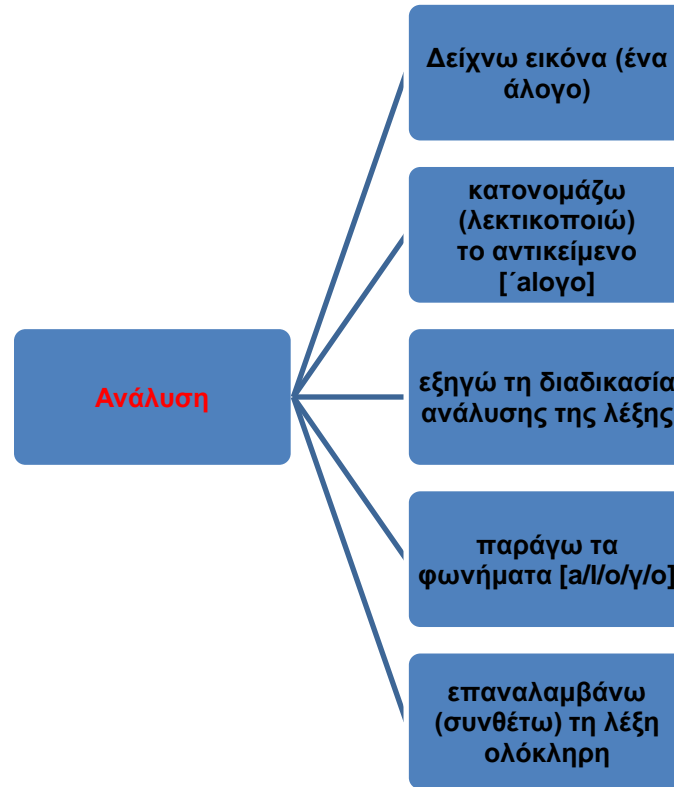 Ανάλυση
Δείχνω εικόνα (ένα
άλογο)
κατονομάζω
(λεκτικοποιώ)
το αντικείμενο
[΄aloγo]
εξηγώ τη διαδικασία
ανάλυσης της λέξης
παράγω τα
φωνήματα [a/l/o/γ/o]
επαναλαμβάνω
(συνθέτω) τη λέξη
ολόκληρη